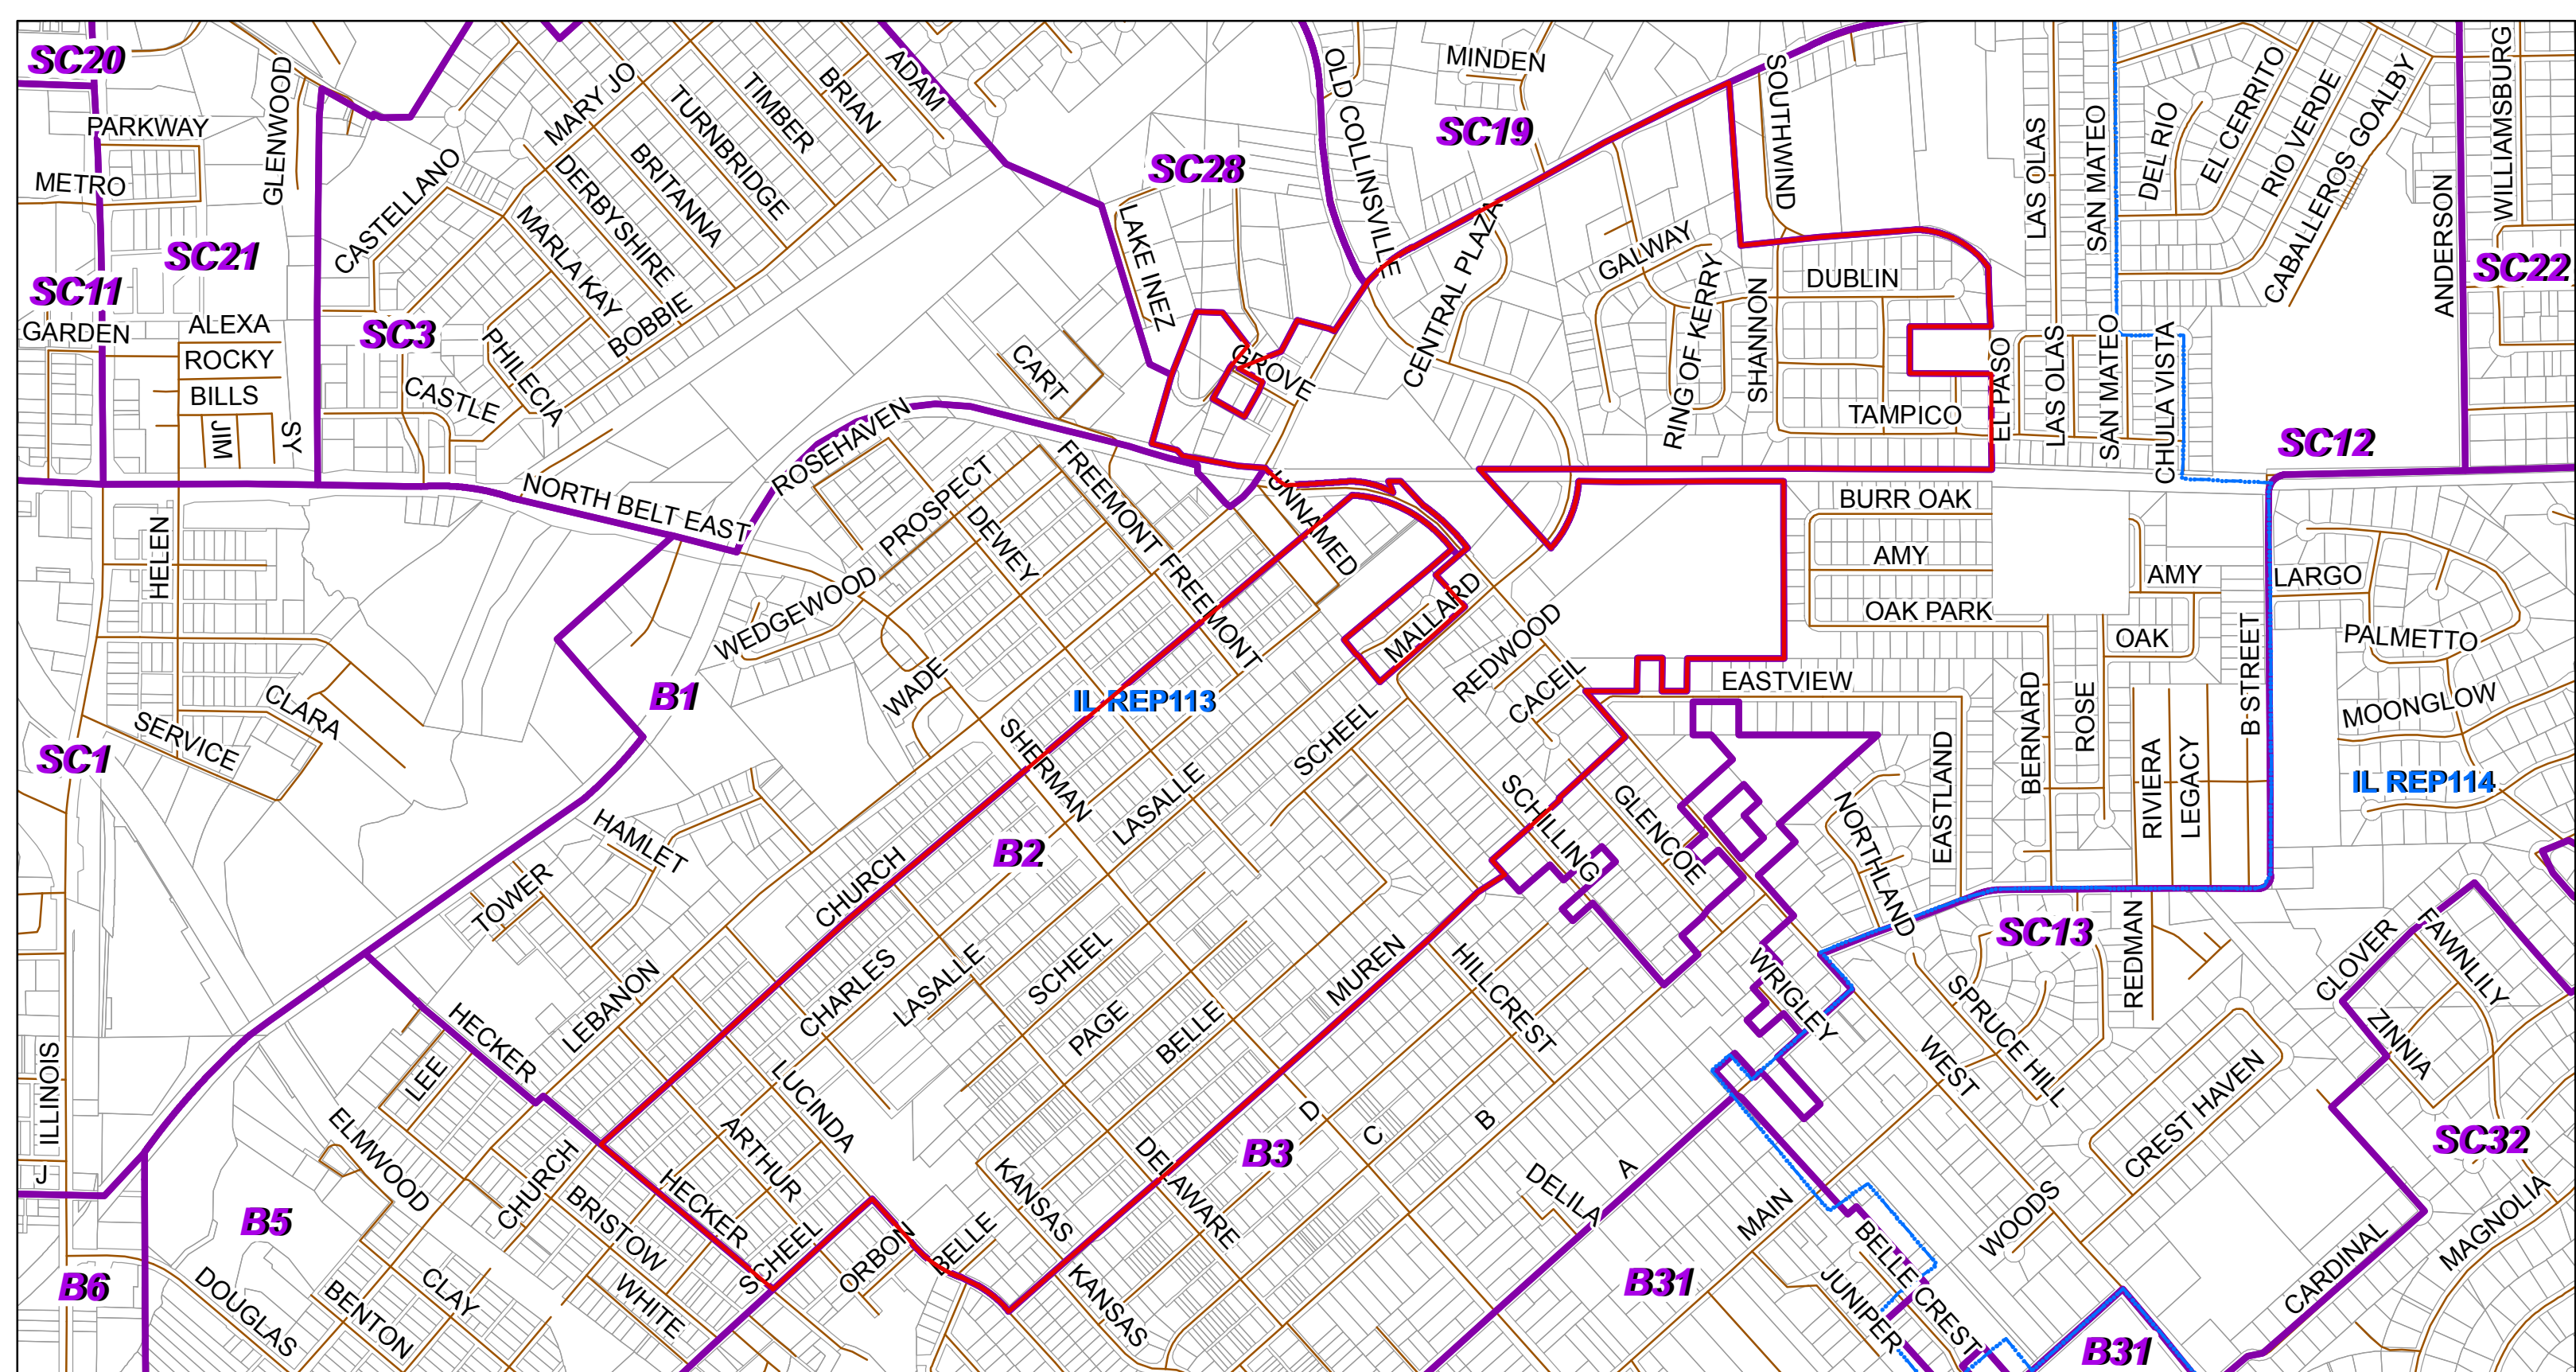 SC20
GLENWOOD
PARKWAY
METRO
SC21
SC11
GARDEN
ALEXA
ROCKY
BILLS
JIM
SY
MARY JO
TURNBRIDGE
TIMBER
BRIAN
ADAM
CASTELLANO
DERBYSHIRE
BRITANNA
MARLA KAY
BOBBIE
PHILECIA
SC3
CASTLE
SC28
LAKE INEZ
OLD COLLINSVILLE
MINDEN
SC19
CENTRAL PLAZA
GROVE
CART
SOUTHWIND
GALWAY
RING OF KERRY
SHANNON
DUBLIN
TAMPICO
EL PASO
LAS OLAS
LAS OLAS
SAN MATEO
SAN MATEO
CHULA VISTA
DEL RIO
EL CERRITO
RIO VERDE
CABALLEROS GOALBY
ANDERSON
WILLIAMSBURG
SC22
SC12
NORTH BELT EAST
ROSEHAVEN
PROSPECT
DEWEY
FREEMONT
FREEMONT
UNNAMED
HELEN
WEDGEWOOD
WADE
MALLARD
REDWOOD
CACEIL
BURR OAK
AMY
AMY
OAK PARK
OAK
EASTVIEW
LARGO
PALMETTO
MOONGLOW
B STREET
IL REP114
IL REP113
B1
CLARA
SERVICE
SC1
SHERMAN
LASALLE
SCHEEL
SCHILLING
GLENCOE
EASTLAND
NORTHLAND
BERNARD
ROSE
RIVIERA
LEGACY
HAMLET
TOWER
CHURCH
B2
CHARLES
LASALLE
SCHEEL
PAGE
BELLE
MUREN
HILLCREST
WRIGLEY
SC13
REDMAN
SPRUCE HILL
WEST
CLOVER
FAWNLILY
ZINNIA
CREST HAVEN
SC32
MAGNOLIA
CARDINAL
WOODS
LEBANON
HECKER
LEE
ELMWOOD
ILLINOIS
J
B5
B6
CHURCH
BRISTOW
HECKER
ARTHUR
LUCINDA
SCHEEL
ORBON
BELLE
KANSAS
KANSAS
DELAWARE
B3
D
C
B
A
DELILA
MAIN
B31
BELLE CREST
JUNIPER
B31
DOUGLAS
BENTON
CLAY
WHITE